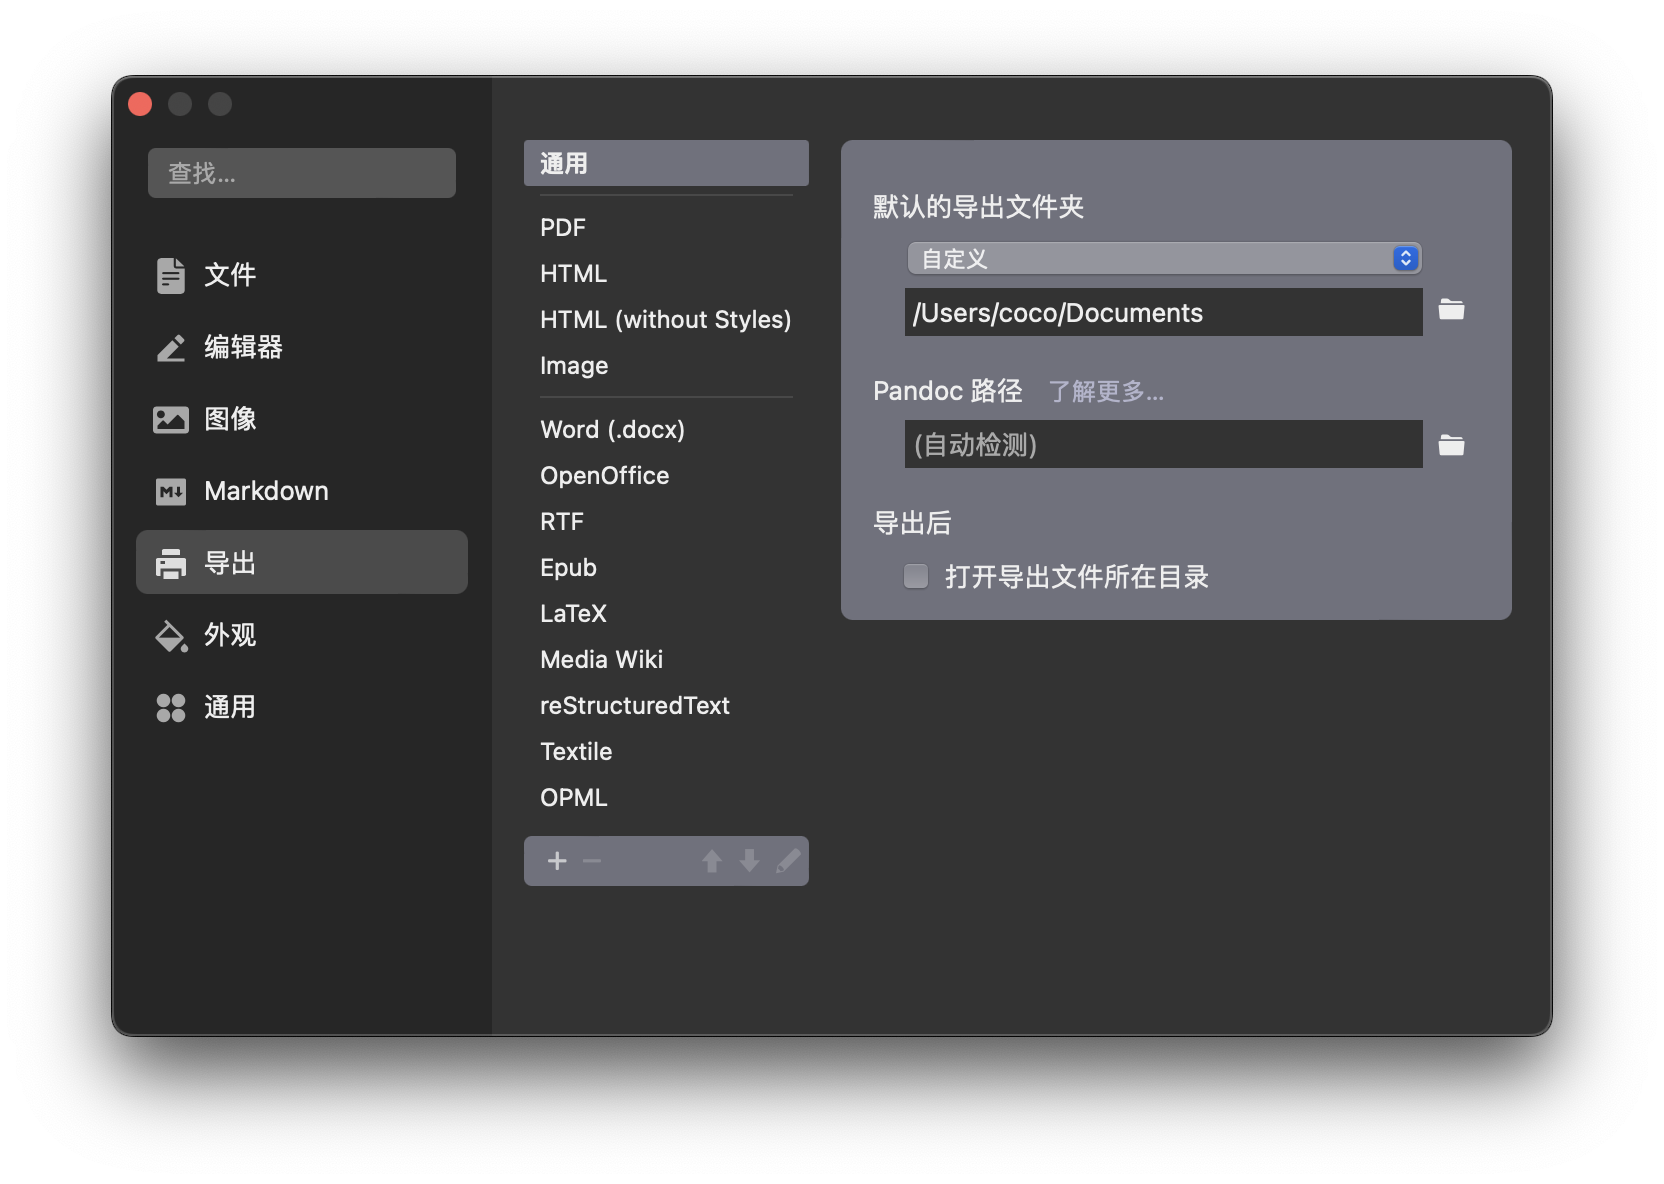 查找...
文件
编辑器
图像
Markdown
导出
外观
通用
通用
PDF
HTML
HTML (without Styles)
Image
Word (.docx)
OpenOffice
RTF
Epub
LaTeX
Media Wiki
reStructuredText
Textile
OPML
默认的导出文件夹
自定义
/Users/coco/Documents
Pandoc 路径 了解更多...
(自动检测)
导出后
打开导出文件所在目录